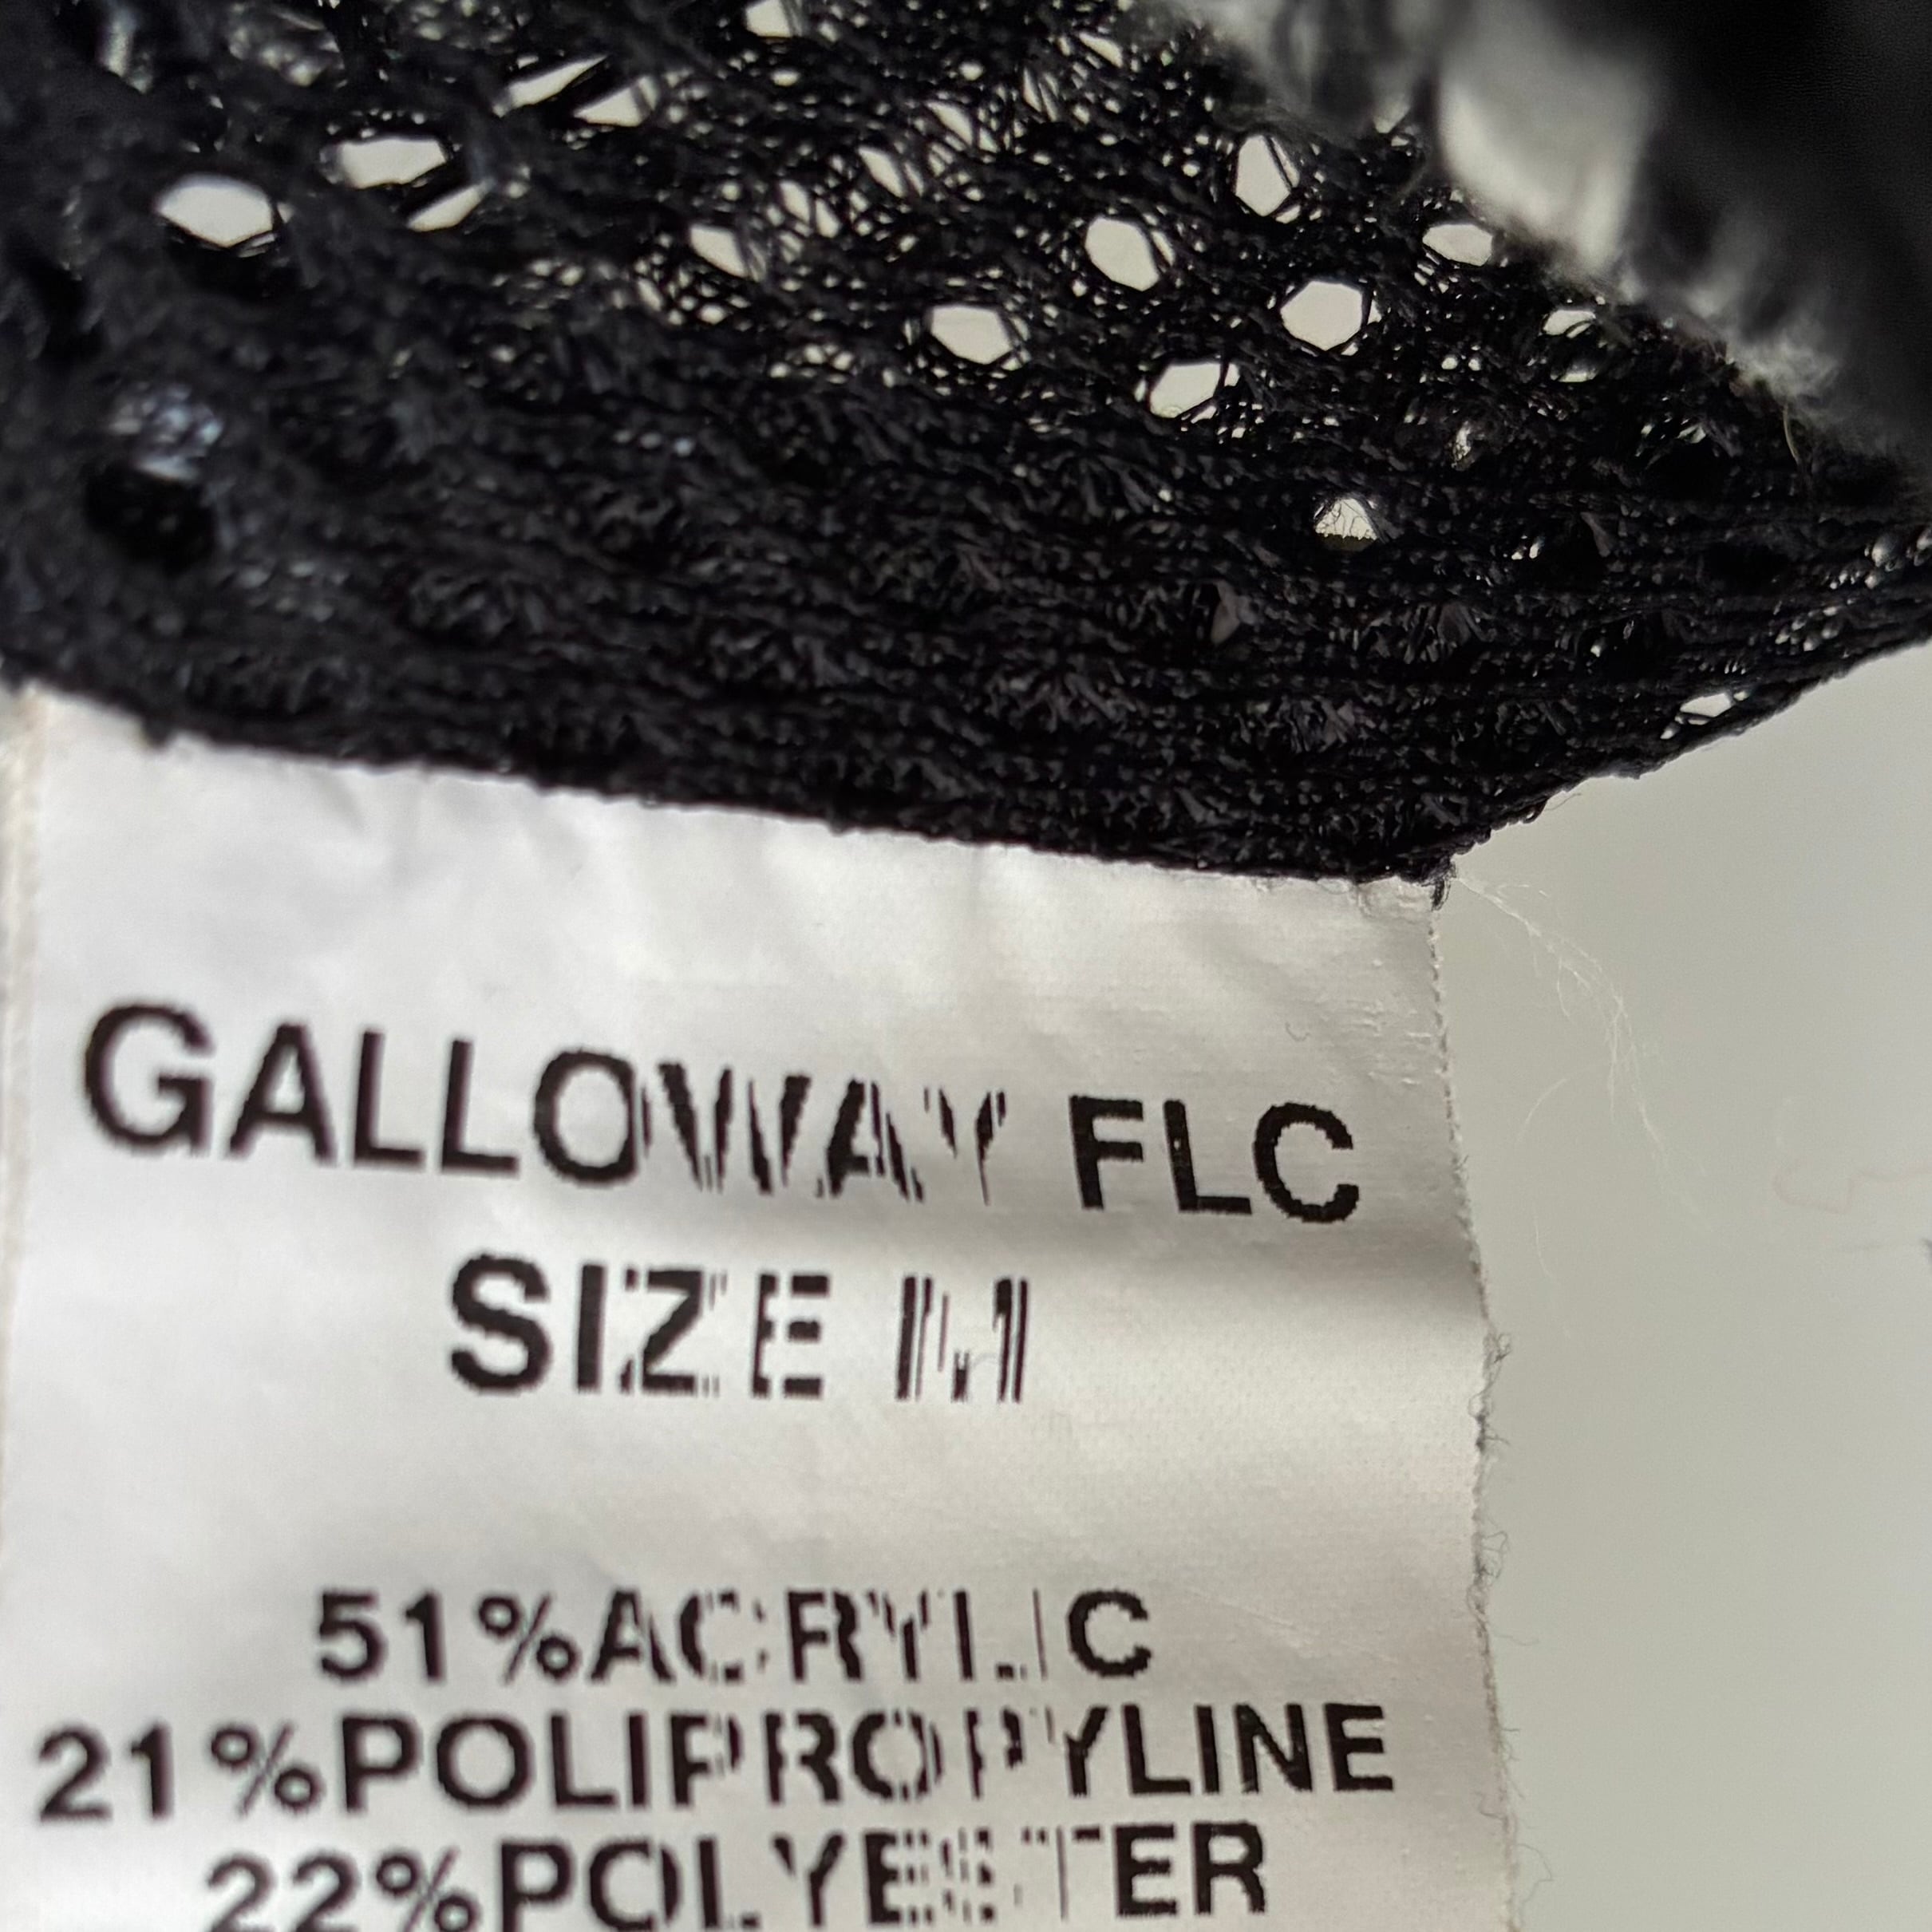 GALLOWAY FLC
SIZE M
51%ACRYLIC
21%POLIPROPYLINE
22%POLYESTER